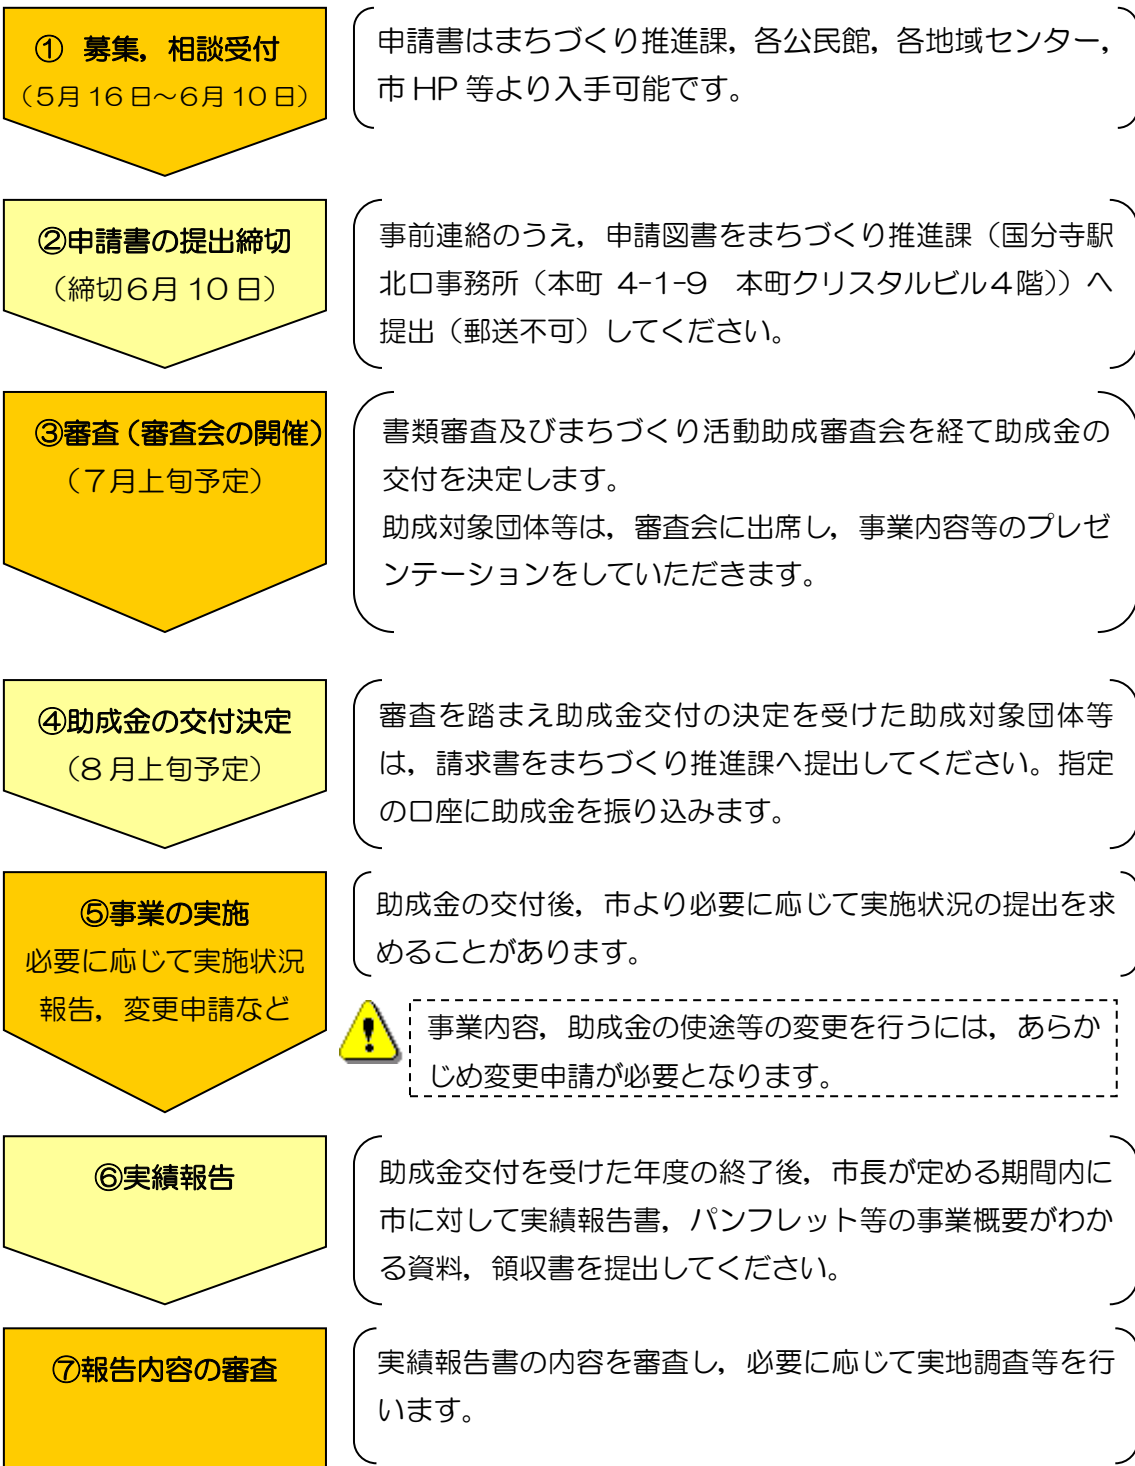 ① 募集，相談受付
（５月 16 日～６月 10 日）
申請書はまちづくり推進課，各公民館，各地域センター，
市 HP 等より入手可能です。
②申請書の提出締切
（締切６月 10 日）
事前連絡のうえ，申請図書をまちづくり推進課（国分寺駅
北口事務所（本町 4-1-9　本町クリスタルビル４階））へ
提出（郵送不可）してください。
③審査（審査会の開催）
（７月上旬予定）
書類審査及びまちづくり活動助成審査会を経て助成金の
交付を決定します。
助成対象団体等は，審査会に出席し，事業内容等のプレゼ
ンテーションをしていただきます。
④助成金の交付決定
（８月上旬予定）
審査を踏まえ助成金交付の決定を受けた助成対象団体等
は，請求書をまちづくり推進課へ提出してください。指定
の口座に助成金を振り込みます。
⑤事業の実施
必要に応じて実施状況
報告，変更申請など
助成金の交付後，市より必要に応じて実施状況の提出を求
めることがあります。
事業内容，助成金の使途等の変更を行うには，あらか
じめ変更申請が必要となります。
⑥実績報告
助成金交付を受けた年度の終了後，市長が定める期間内に
市に対して実績報告書，パンフレット等の事業概要がわか
る資料，領収書を提出してください。
⑦報告内容の審査
実績報告書の内容を審査し，必要に応じて実地調査等を行
います。